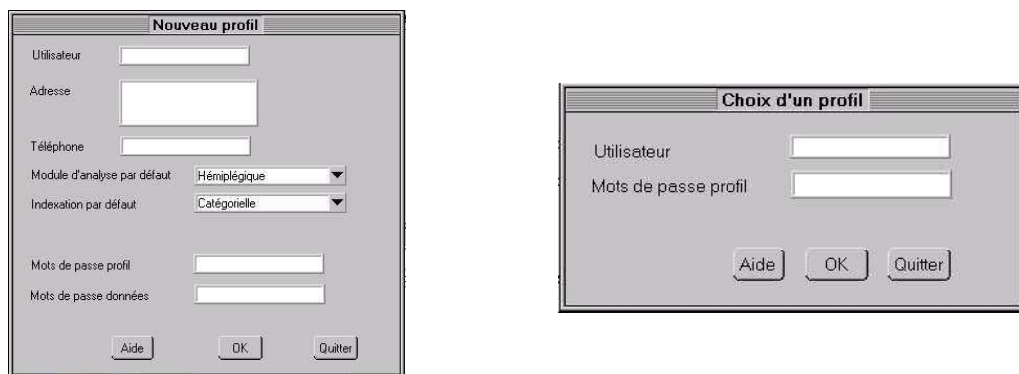 Nouveau profil
Utilisateur
Adresse
Téléphone
Module d'analyse par défaut Hémiplégique
Indexation par défaut Catégorielle
Mots de passe profil
Mots de passe données
Aide OK Quitter
Choix d'un profil
Utilisateur
Mots de passe profil
Aide OK Quitter